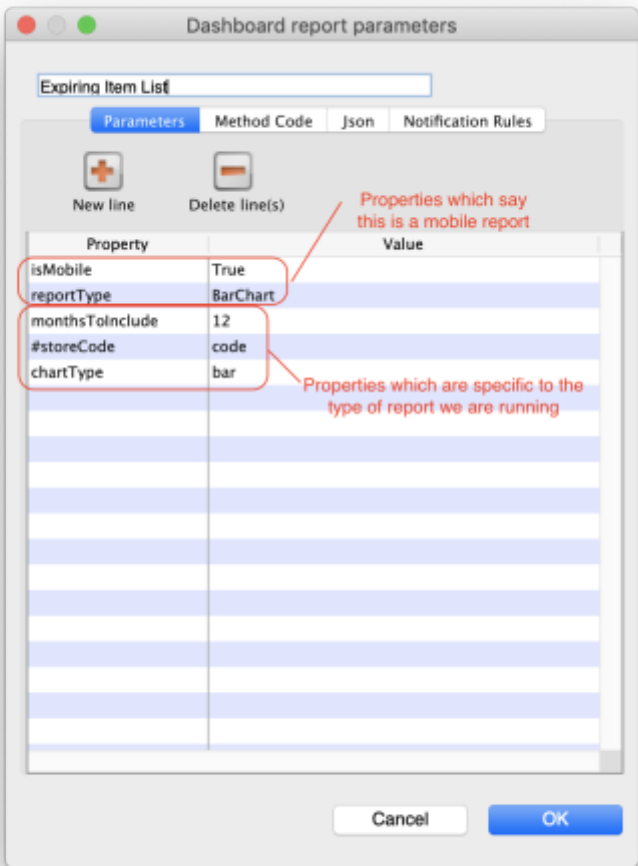 Dashboard report parameters
Expiring Item List
Parameters Method Code Json Notification Rules
New line Delete line(s)
Properties which say
this is a mobile report
Property Value
isMobile True
reportType BarChart
monthsToInclude 12
#storeCode code
chartType bar
Properties which are specific to the
type of report we are running
Cancel OK